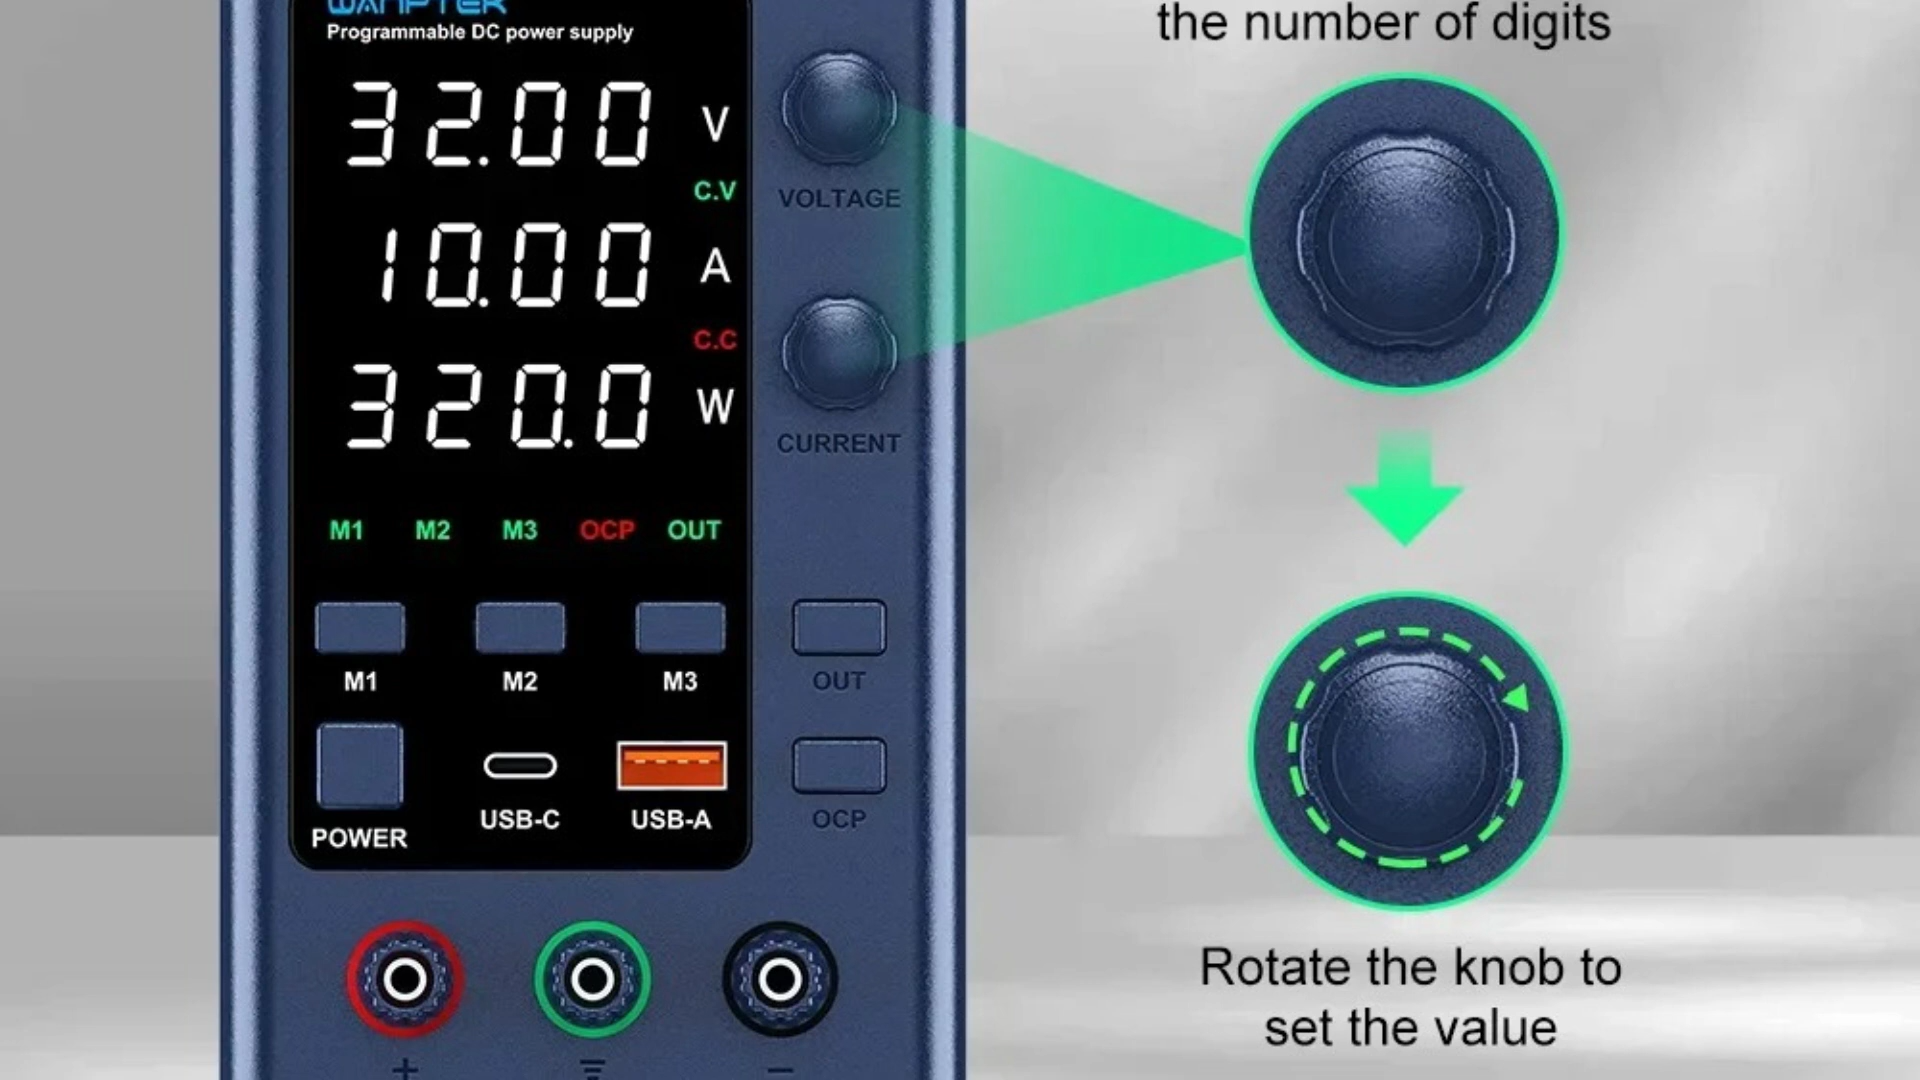 WANPTEK
Programmable DC power supply
32.00 V
C.V
10.00 A
C.C
320.0 W
VOLTAGE
CURRENT
M1 M2 M3 OCP OUT
M1 M2 M3 OUT
POWER USB-C USB-A OCP
+ −
the number of digits
Rotate the knob to
set the value